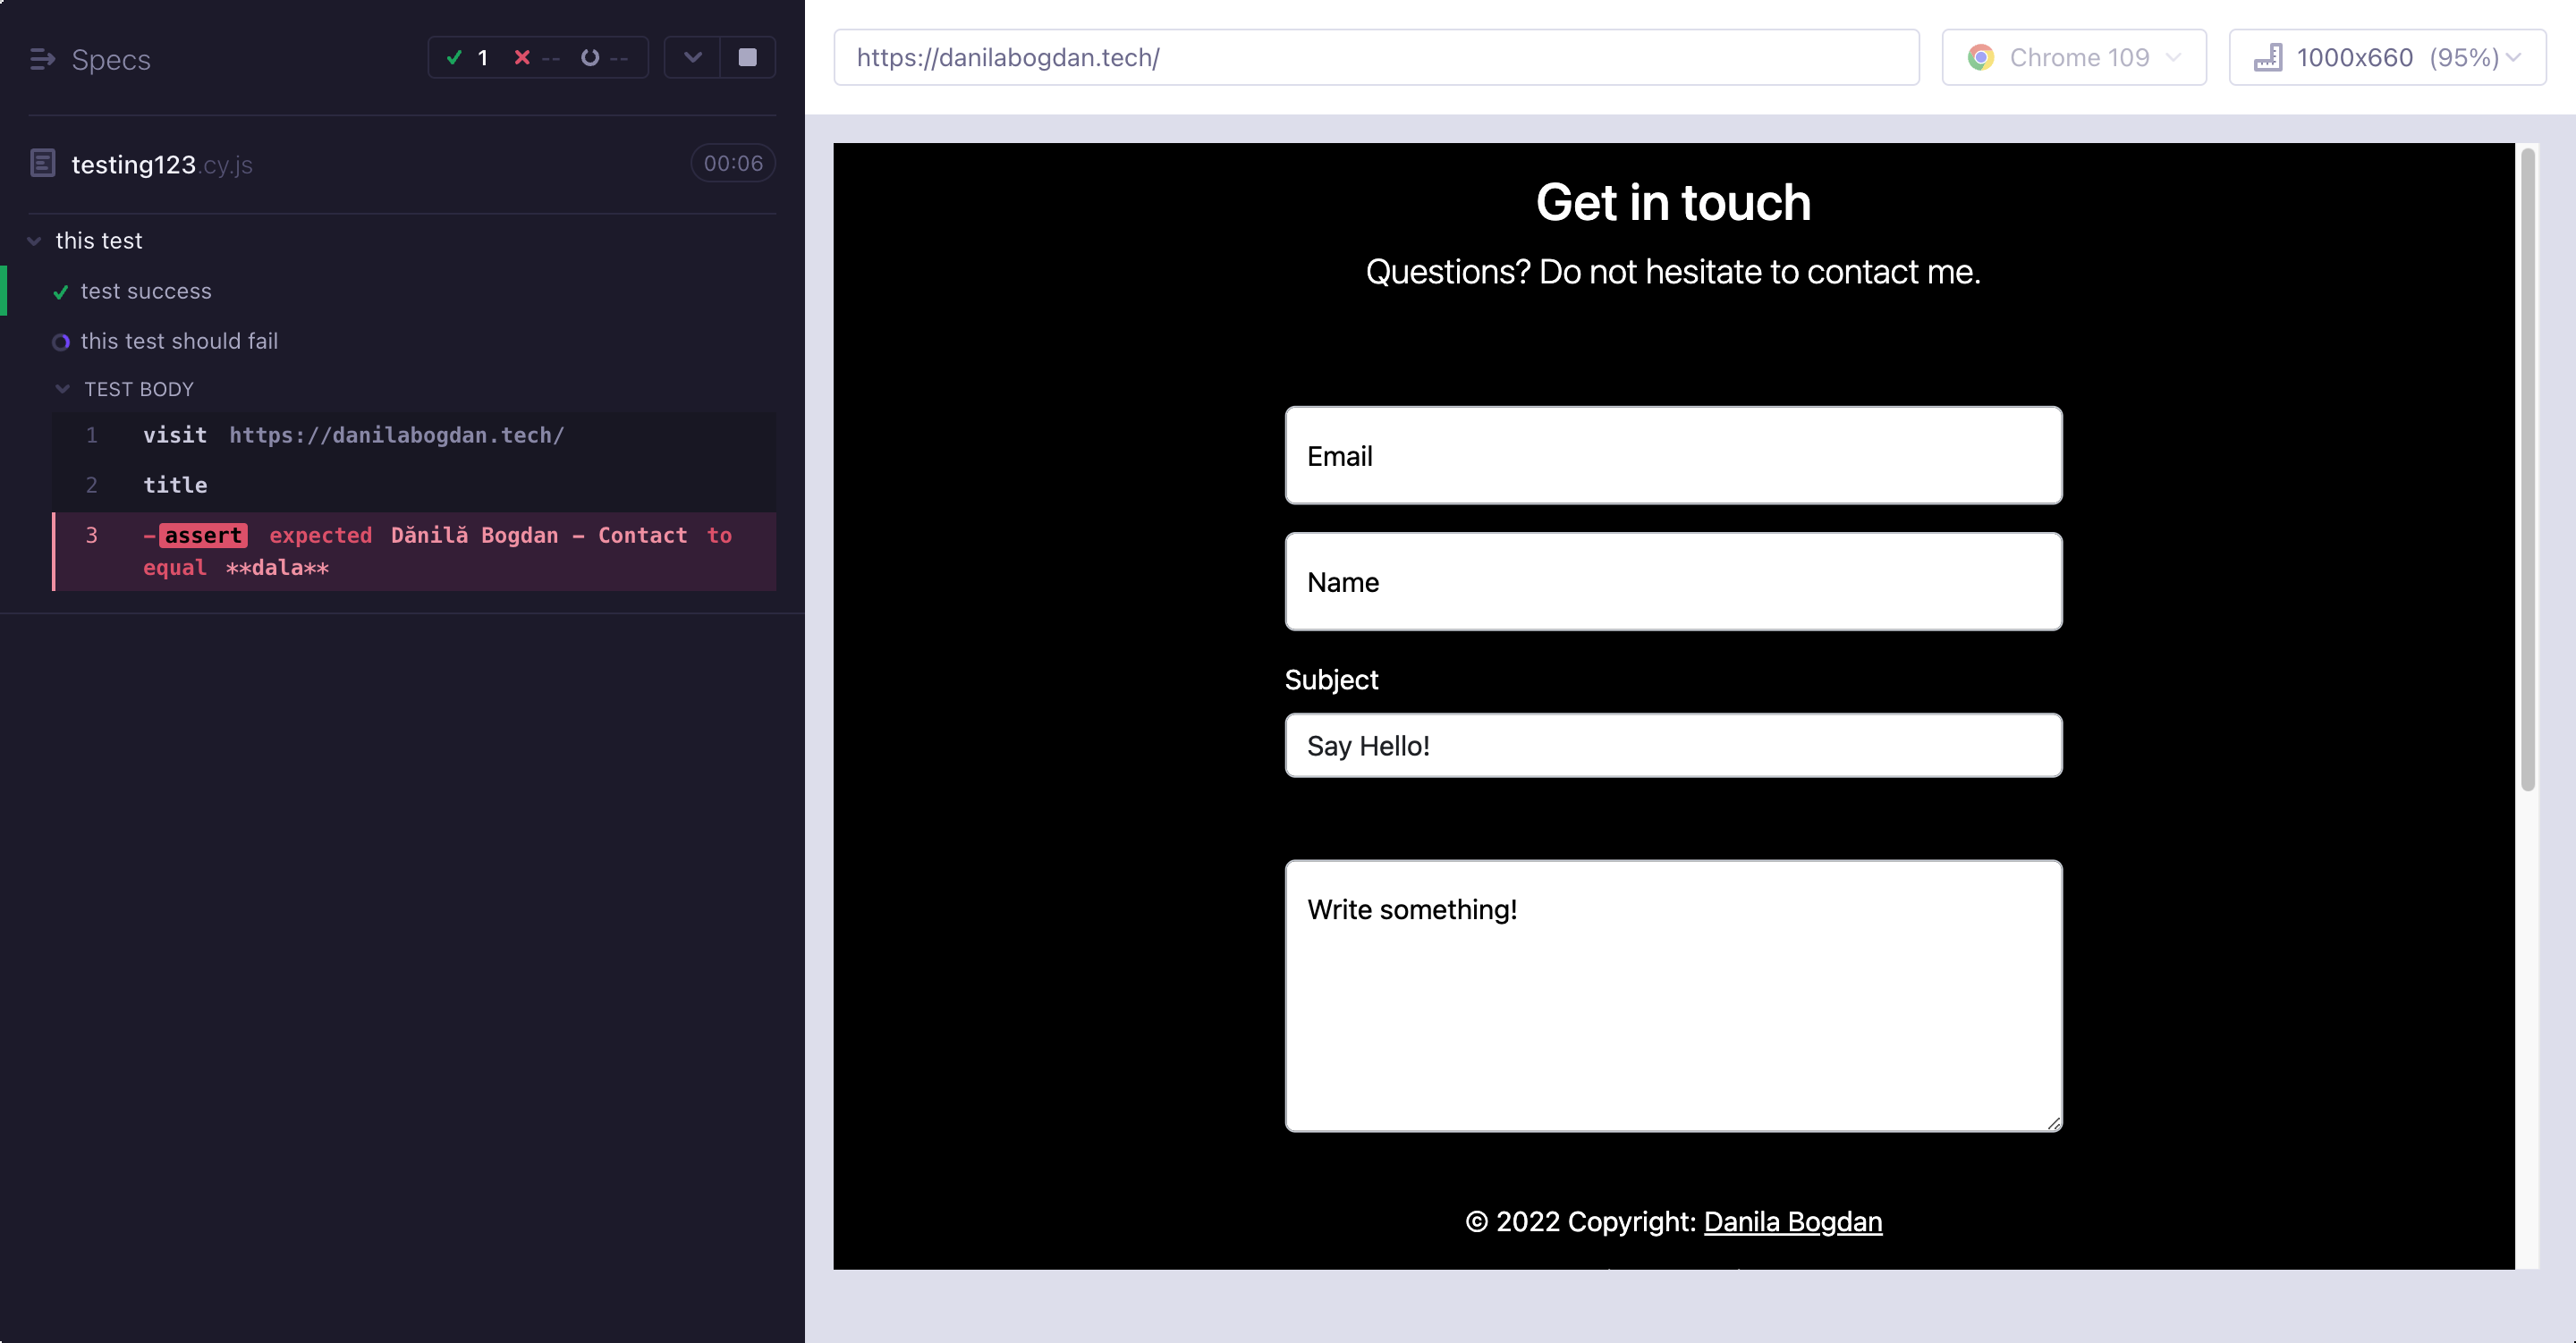 Specs
1 -- --
testing123.cy.js
00:06
this test
test success
this test should fail
TEST BODY
1 visit https://danilabogdan.tech/
2 title
3 -assert expected Dănilă Bogdan - Contact to
equal **dala**
https://danilabogdan.tech/
Chrome 109
1000x660 (95%)
Get in touch
Questions? Do not hesitate to contact me.
Email
Name
Subject
Say Hello!
Write something!
© 2022 Copyright: Danila Bogdan